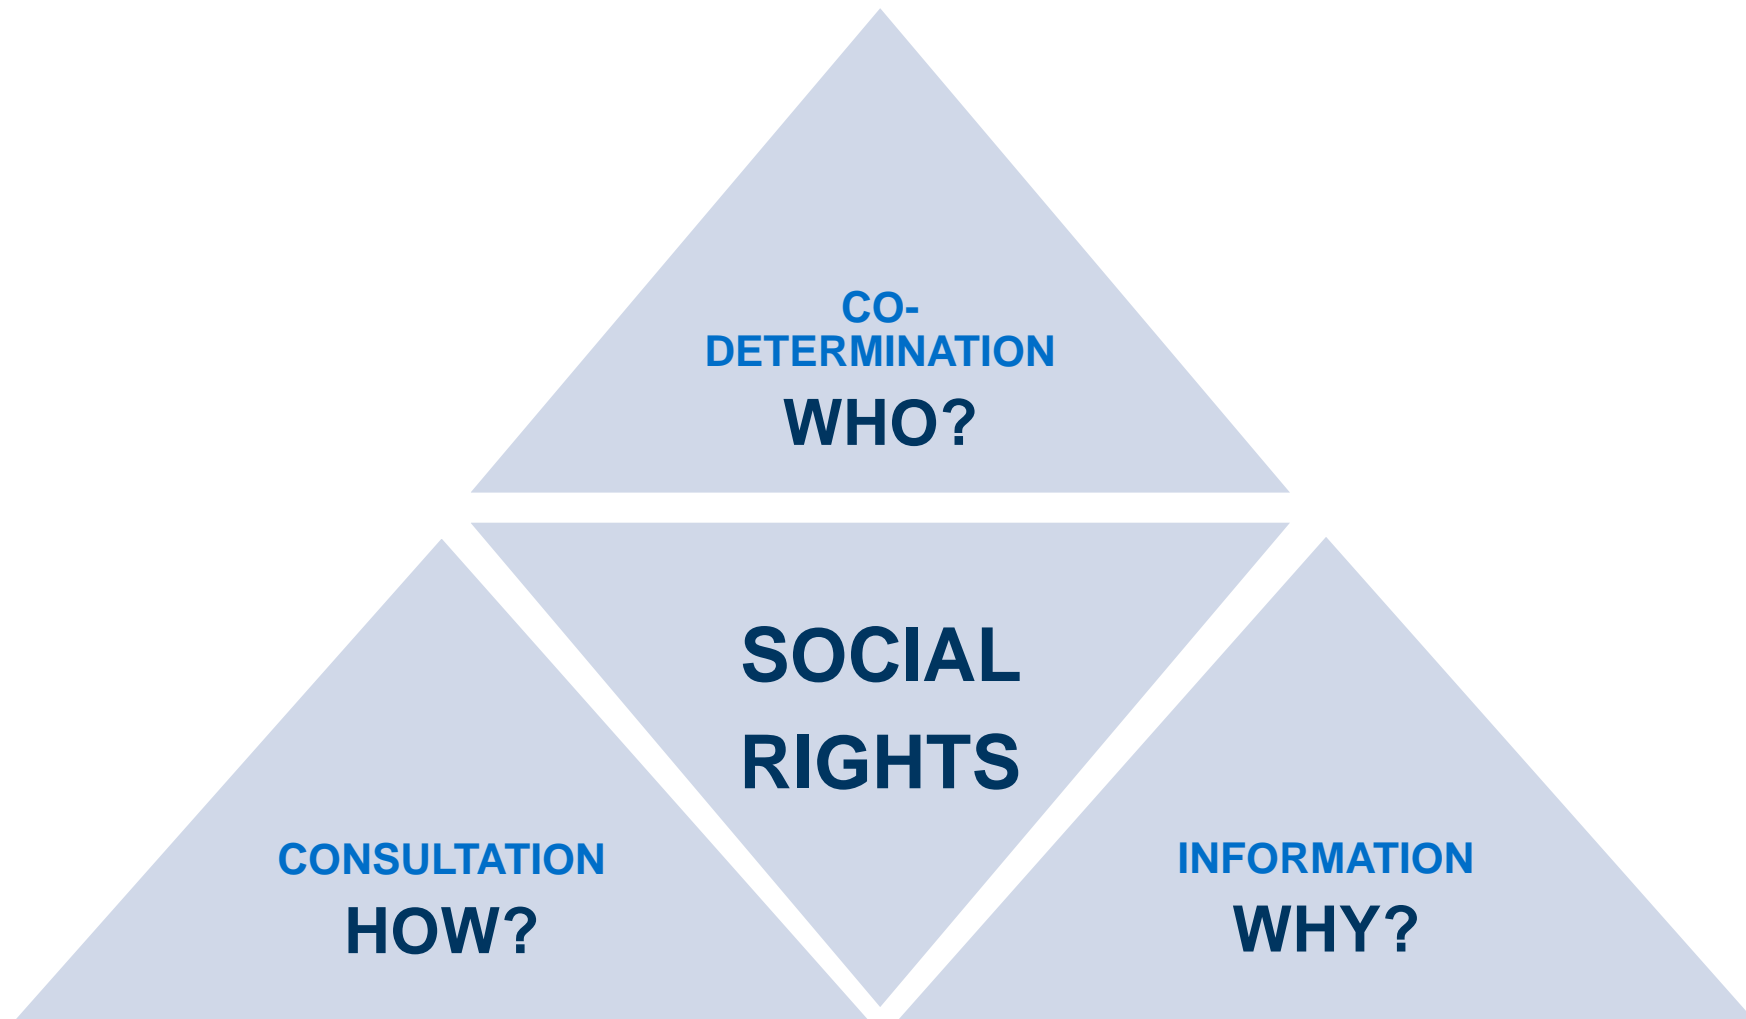 CO-
DETERMINATION
WHO?
SOCIAL
RIGHTS
CONSULTATION
HOW?
INFORMATION
WHY?